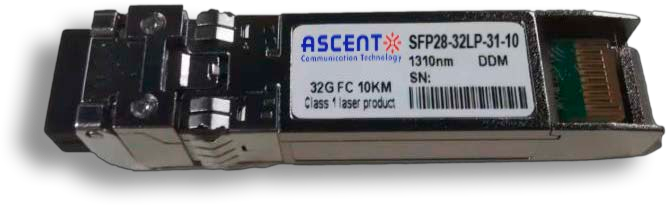 ASCENT
Communication Technology
SFP28-32LP-31-10
1310nm DDM
SN:
32G FC 10KM
Class 1 laser product